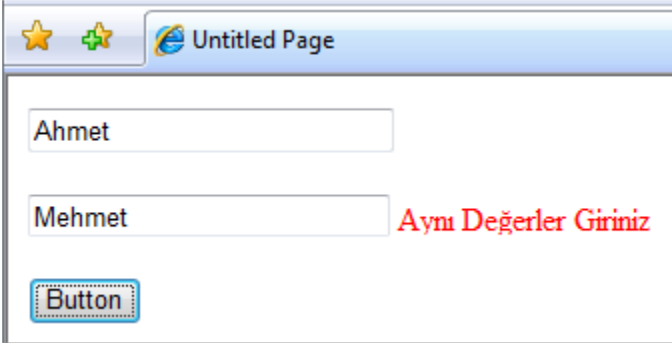 Untitled Page
Ahmet
Mehmet Aynı Değerler Giriniz
Button